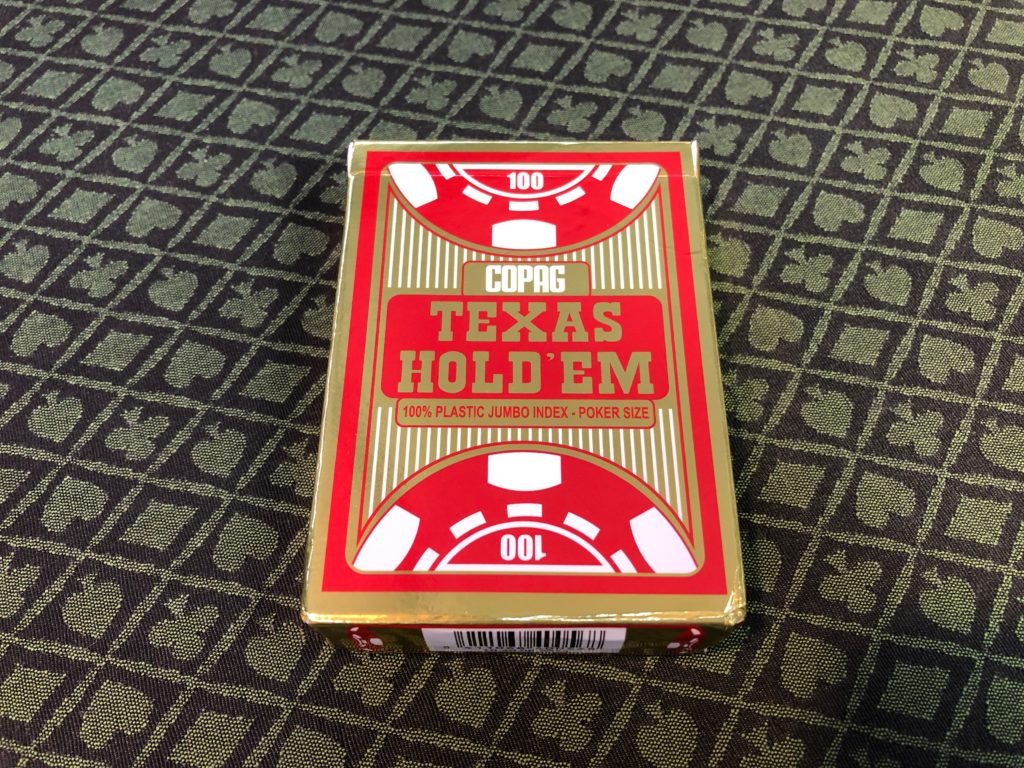 100
COPAG
TEXAS
HOLD'EM
100% PLASTIC JUMBO INDEX - POKER SIZE
100